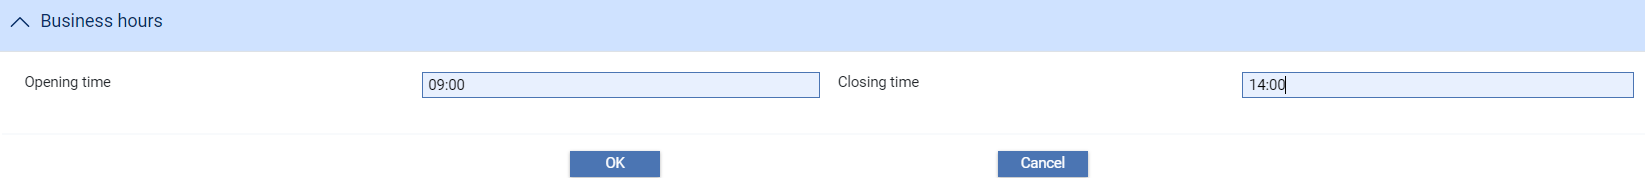 Business hours
Opening time 09:00 Closing time 14:00
OK Cancel